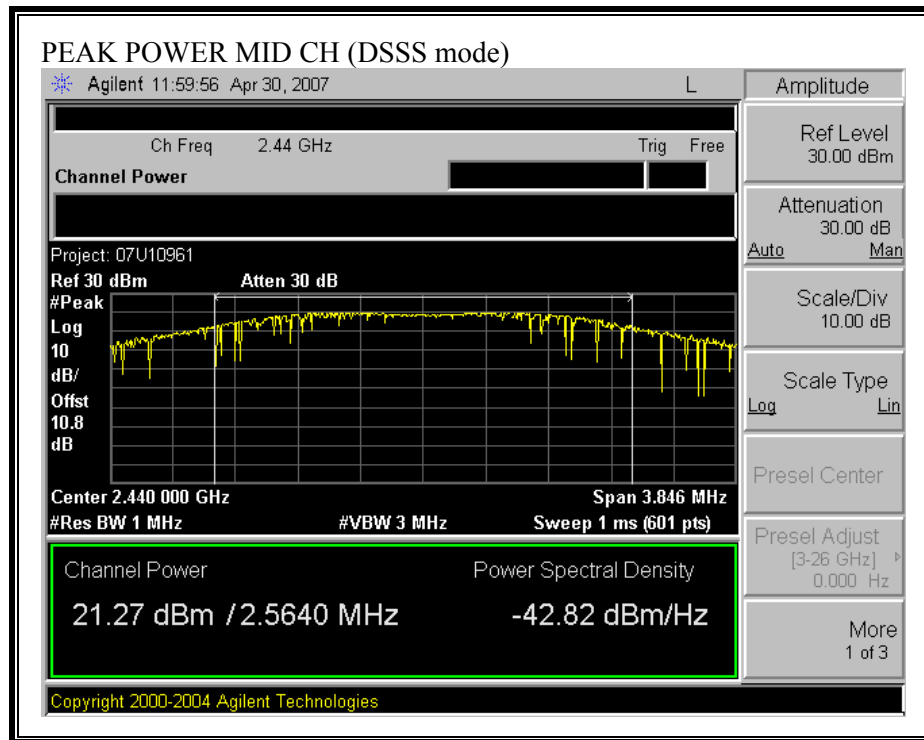 PEAK POWER MID CH (DSSS mode)
Agilent 11:59:56 Apr 30, 2007 L
Amplitude
Ch Freq 2.44 GHz Trig Free
Channel Power
Ref Level
30.00 dBm
Attenuation
30.00 dB
Auto Man
Scale/Div
10.00 dB
Scale Type
Log Lin
Presel Center
Presel Adjust
[3-26 GHz]
0.000 Hz
More
1 of 3
Project: 07U10961
Ref 30 dBm Atten 30 dB
#Peak
Log
10
dB/
Offst
10.8
dB
Center 2.440 000 GHz Span 3.846 MHz
#Res BW 1 MHz #VBW 3 MHz Sweep 1 ms (601 pts)
Channel Power Power Spectral Density
21.27 dBm / 2.5640 MHz -42.82 dBm/Hz
Copyright 2000-2004 Agilent Technologies